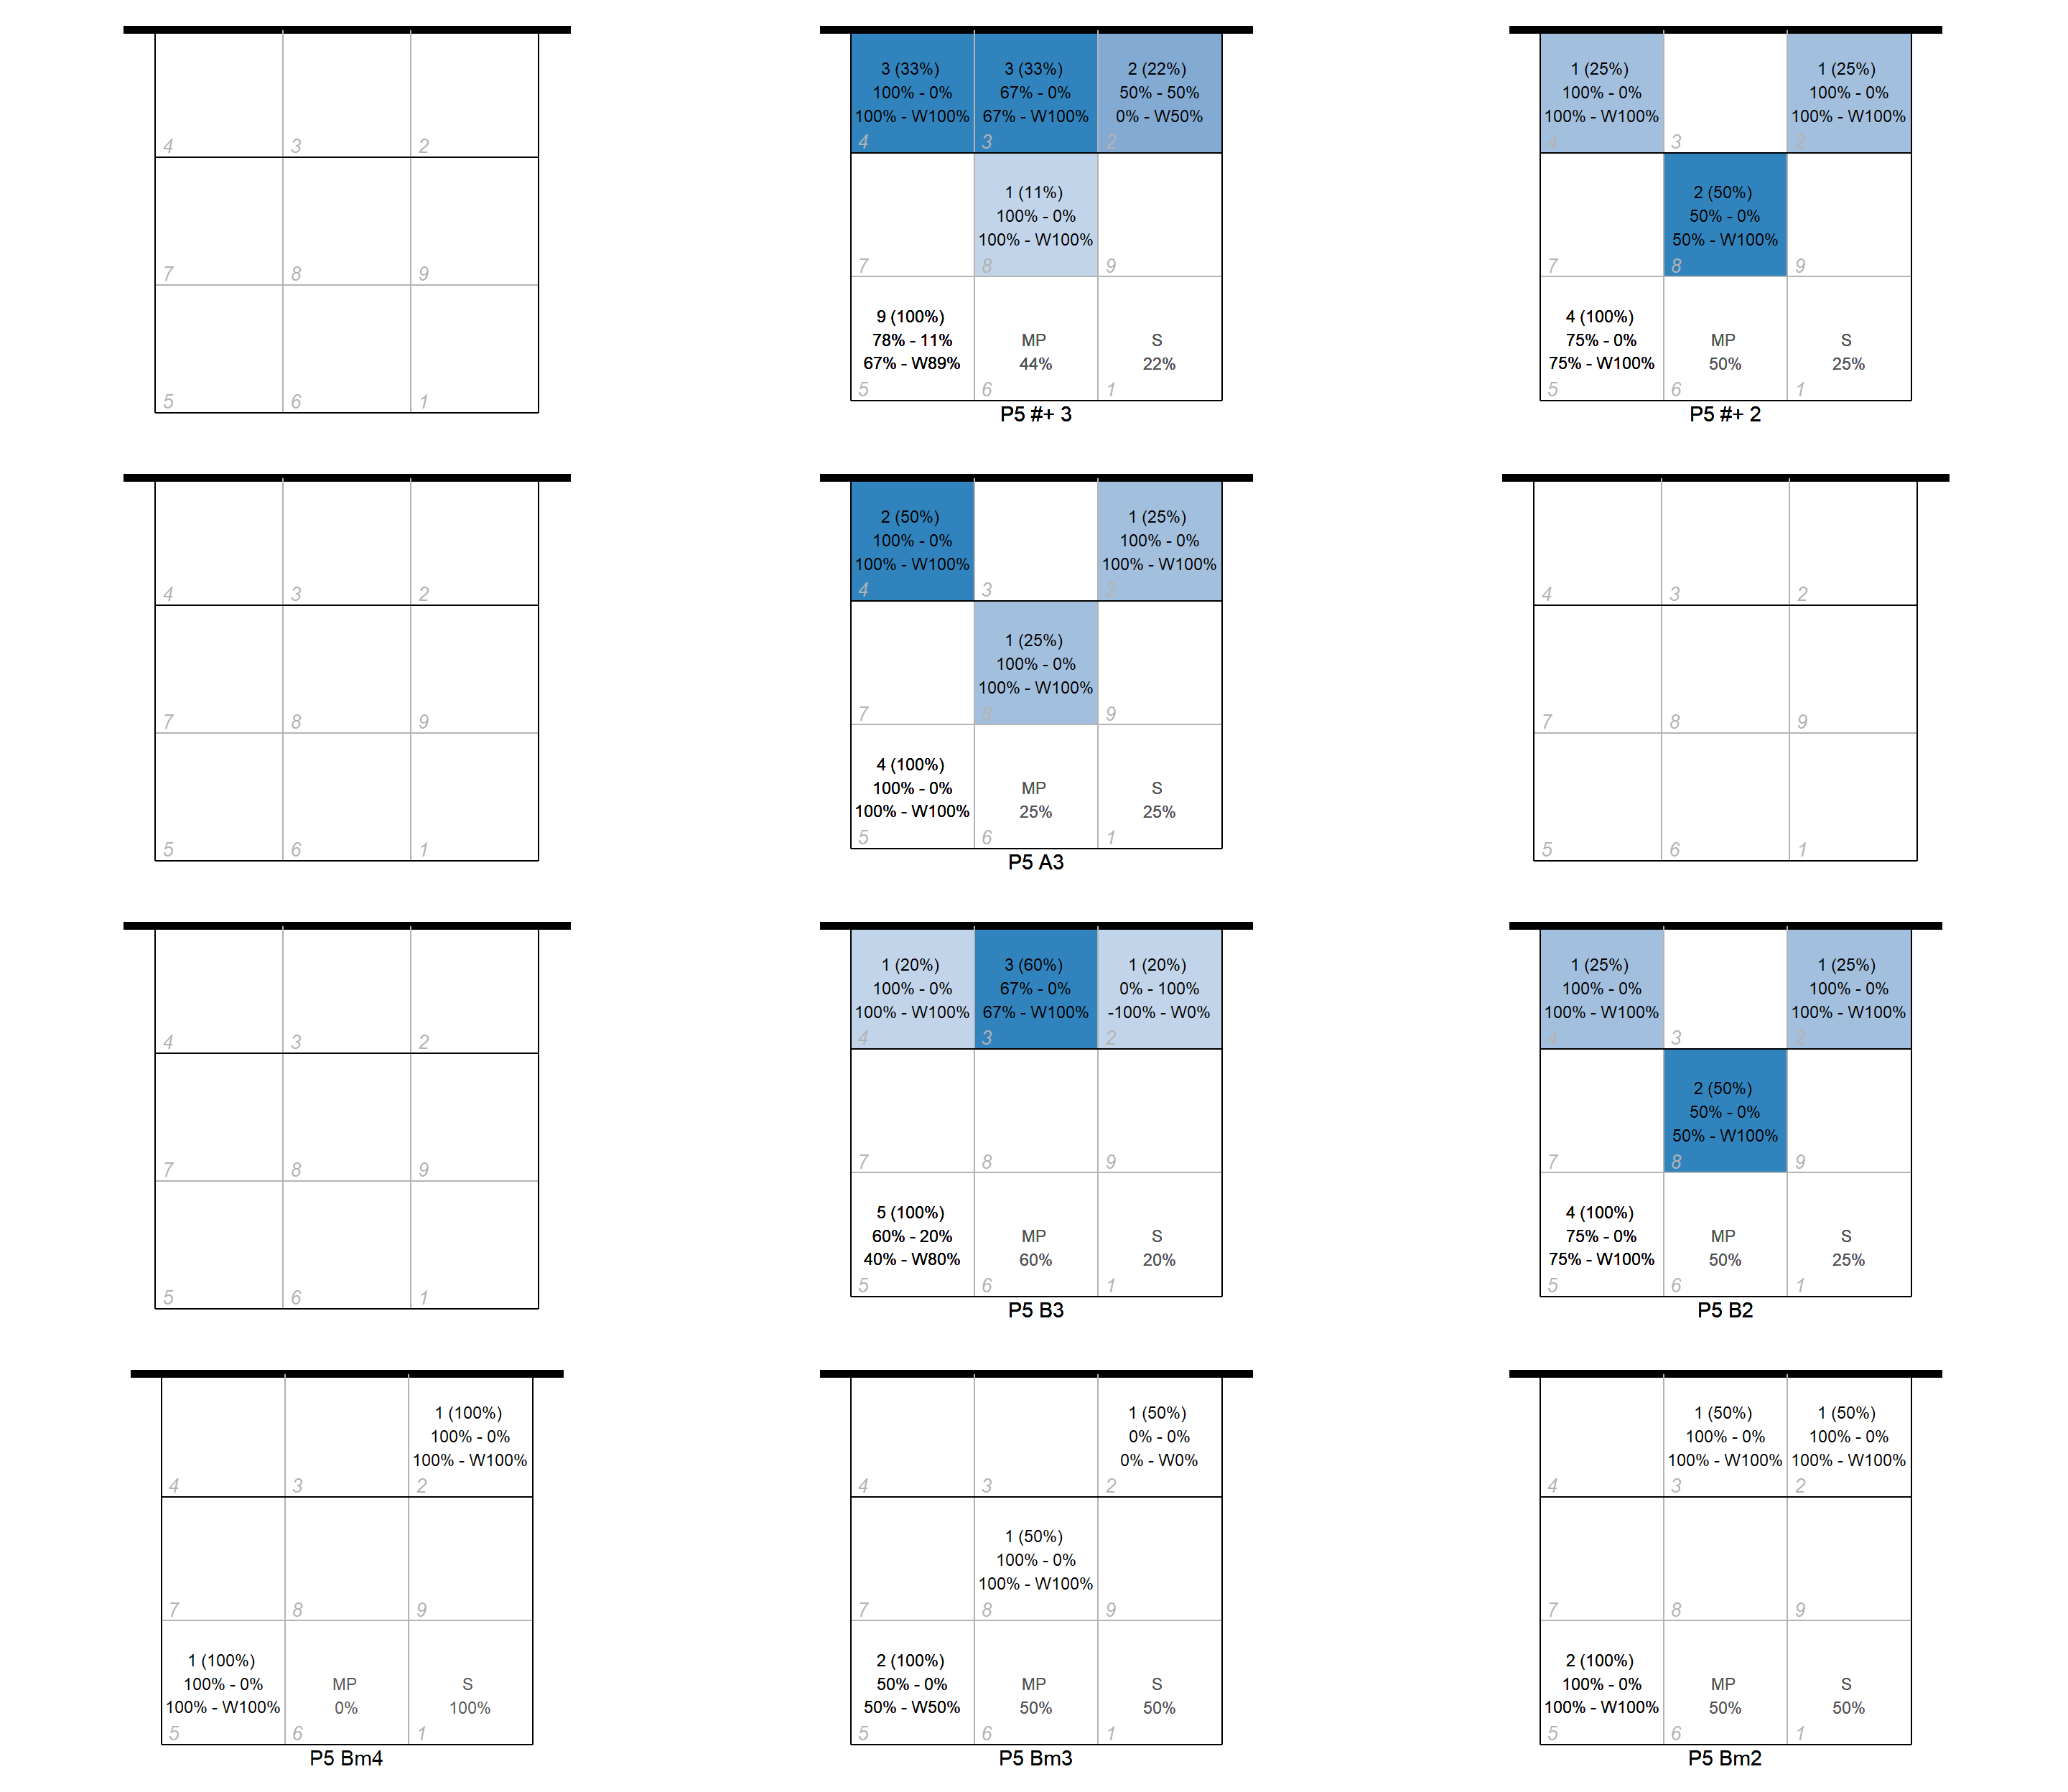 4 3 2
7 8 9
5 6 1
3 (33%) 3 (33%) 2 (22%)
100% - 0% 67% - 0% 50% - 50%
100% - W100% 67% - W100% 0% - W50%
4 3 2
1 (11%)
100% - 0%
100% - W100%
7 8 9
9 (100%)
78% - 11% MP S
67% - W89% 44% 22%
5 6 1
P5 #+ 3
1 (25%) 1 (25%)
100% - 0% 100% - 0%
100% - W100% 100% - W100%
4 3 2
2 (50%)
50% - 0%
50% - W100%
7 8 9
4 (100%)
75% - 0% MP S
75% - W100% 50% 25%
5 6 1
P5 #+ 2
4 3 2
7 8 9
5 6 1
2 (50%) 1 (25%)
100% - 0% 100% - 0%
100% - W100% 100% - W100%
4 3 2
1 (25%)
100% - 0%
100% - W100%
7 8 9
4 (100%)
100% - 0% MP S
100% - W100% 25% 25%
5 6 1
P5 A3
4 3 2
7 8 9
5 6 1
4 3 2
7 8 9
5 6 1
1 (20%) 3 (60%) 1 (20%)
100% - 0% 67% - 0% 0% - 100%
100% - W100% 67% - W100% -100% - W0%
4 3 2
7 8 9
5 (100%)
60% - 20% MP S
40% - W80% 60% 20%
5 6 1
P5 B3
1 (25%) 1 (25%)
100% - 0% 100% - 0%
100% - W100% 100% - W100%
4 3 2
2 (50%)
50% - 0%
50% - W100%
7 8 9
4 (100%)
75% - 0% MP S
75% - W100% 50% 25%
5 6 1
P5 B2
1 (100%)
100% - 0%
100% - W100%
4 3 2
7 8 9
1 (100%)
100% - 0% MP S
100% - W100% 0% 100%
5 6 1
P5 Bm4
1 (50%)
0% - 0%
0% - W0%
4 3 2
1 (50%)
100% - 0%
100% - W100%
7 8 9
2 (100%)
50% - 0% MP S
50% - W50% 50% 50%
5 6 1
P5 Bm3
1 (50%) 1 (50%)
100% - 0% 100% - 0%
100% - W100% 100% - W100%
4 3 2
7 8 9
2 (100%)
100% - 0% MP S
100% - W100% 50% 50%
5 6 1
P5 Bm2